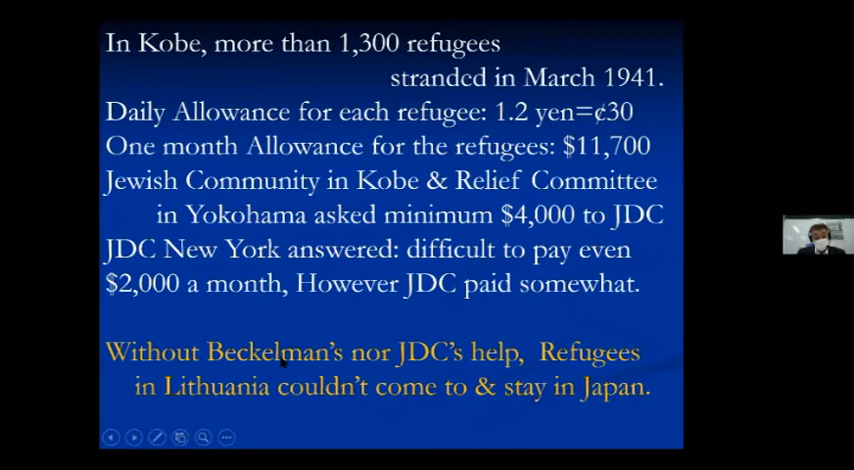 In Kobe, more than 1,300 refugees
stranded in March 1941.
Daily Allowance for each refugee: 1.2 yen=¢30
One month Allowance for the refugees: $11,700
Jewish Community in Kobe & Relief Committee
in Yokohama asked minimum $4,000 to JDC
JDC New York answered: difficult to pay even
$2,000 a month, However JDC paid somewhat.
Without Beckelman's nor JDC's help, Refugees
in Lithuania couldn't come to & stay in Japan.